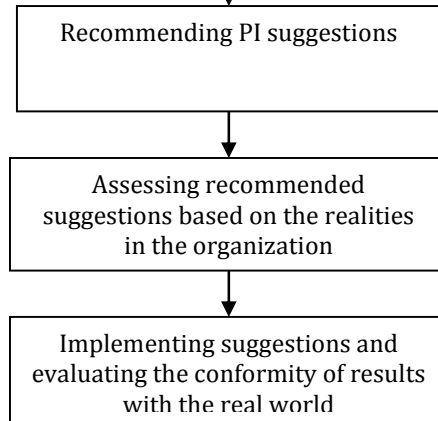 Recommending PI suggestions
Assessing recommended
suggestions based on the realities
in the organization
Implementing suggestions and
evaluating the conformity of results
with the real world